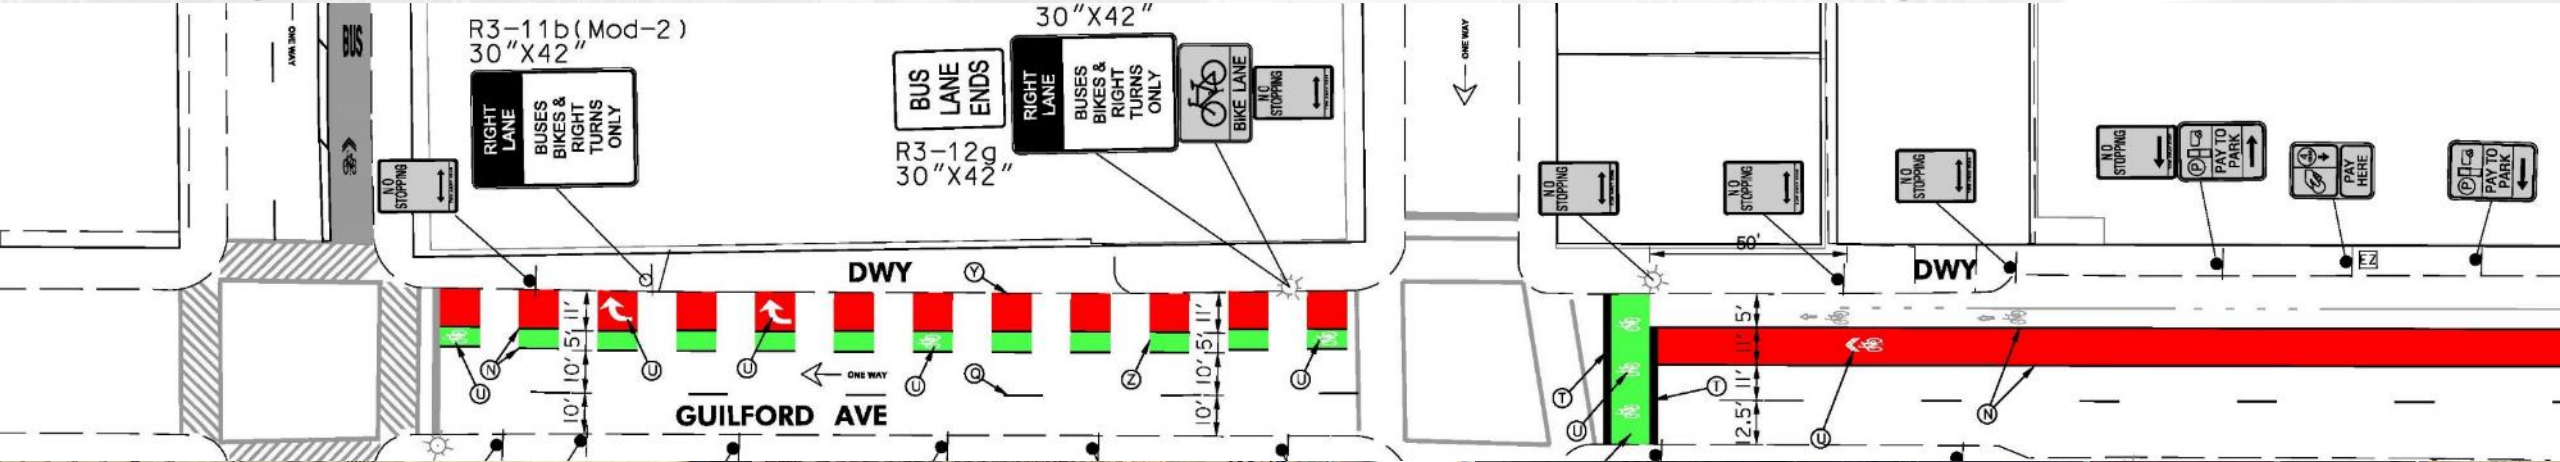 ONE WAY
BUS
R3-11b(Mod-2)
30"X42"
RIGHT
LANE
BUSES
BIKES &
RIGHT
TURNS
ONLY
NO
STOPPING
BUS
LANE
ENDS
R3-12g
30"X42"
30"X42"
RIGHT
LANE
BUSES
BIKES &
RIGHT
TURNS
ONLY
BIKE LANE
NO
STOPPING
ONE WAY
NO
STOPPING
NO
STOPPING
NO
STOPPING
NO
STOPPING
P
PAY TO
PARK
PAY
HERE
P
PAY TO
PARK
50'
EZ
DWY
Y
DWY
11'
5'
10'
10'
11'
5'
10'
10'
5'
11'
11'
12.5'
U
N
U
U
ONE WAY
U
Q
Z
U
T
U
T
U
N
GUILFORD AVE